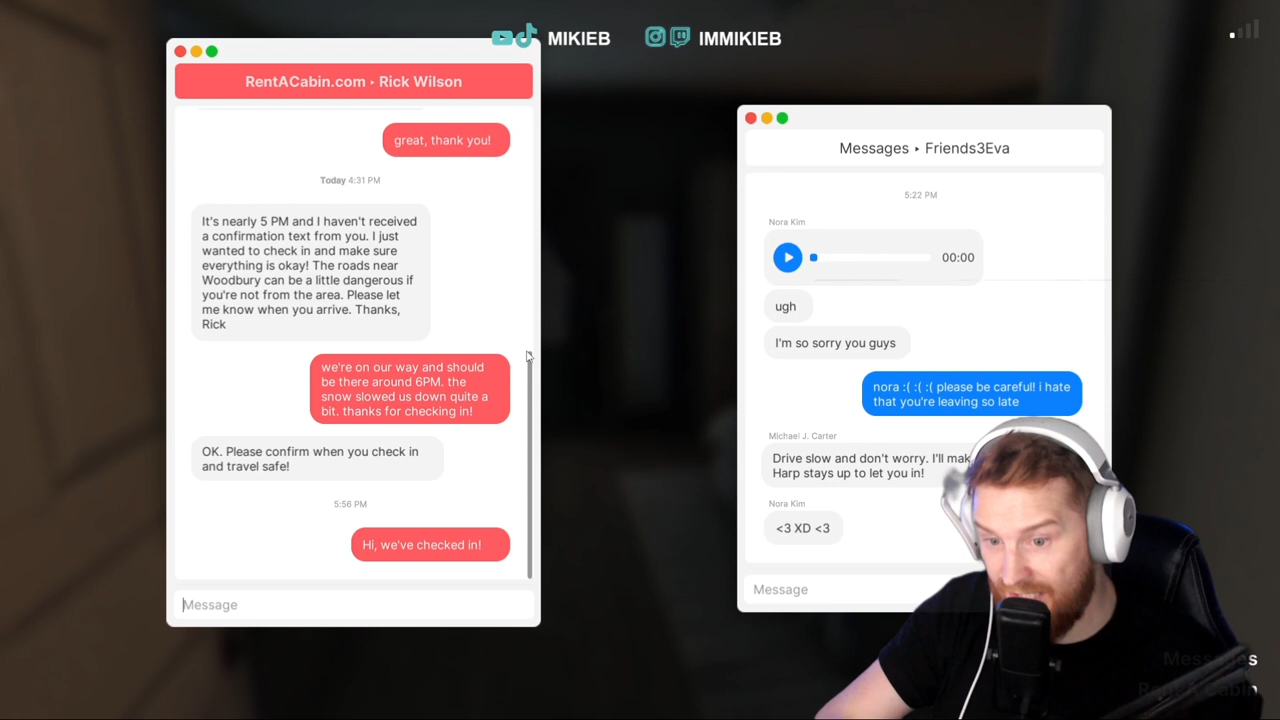 MIKIEB
IMMIKIEB
RentACabin.com ▸ Rick Wilson
great, thank you!
Today 4:31 PM
It's nearly 5 PM and I haven't received
a confirmation text from you. I just
wanted to check in and make sure
everything is okay! The roads near
Woodbury can be a little dangerous if
you're not from the area. Please let
me know when you arrive. Thanks,
Rick
we're on our way and should
be there around 6PM. the
snow slowed us down quite a
bit. thanks for checking in!
OK. Please confirm when you check in
and travel safe!
5:56 PM
Hi, we've checked in!
Message
Messages ▸ Friends3Eva
5:22 PM
Nora Kim
00:00
ugh
I'm so sorry you guys
nora :( :( :( please be careful! i hate
that you're leaving so late
Michael J. Carter
Drive slow and don't worry. I'll mak
Harp stays up to let you in!
Nora Kim
<3 XD <3
Message
Messages
RentA Cabin